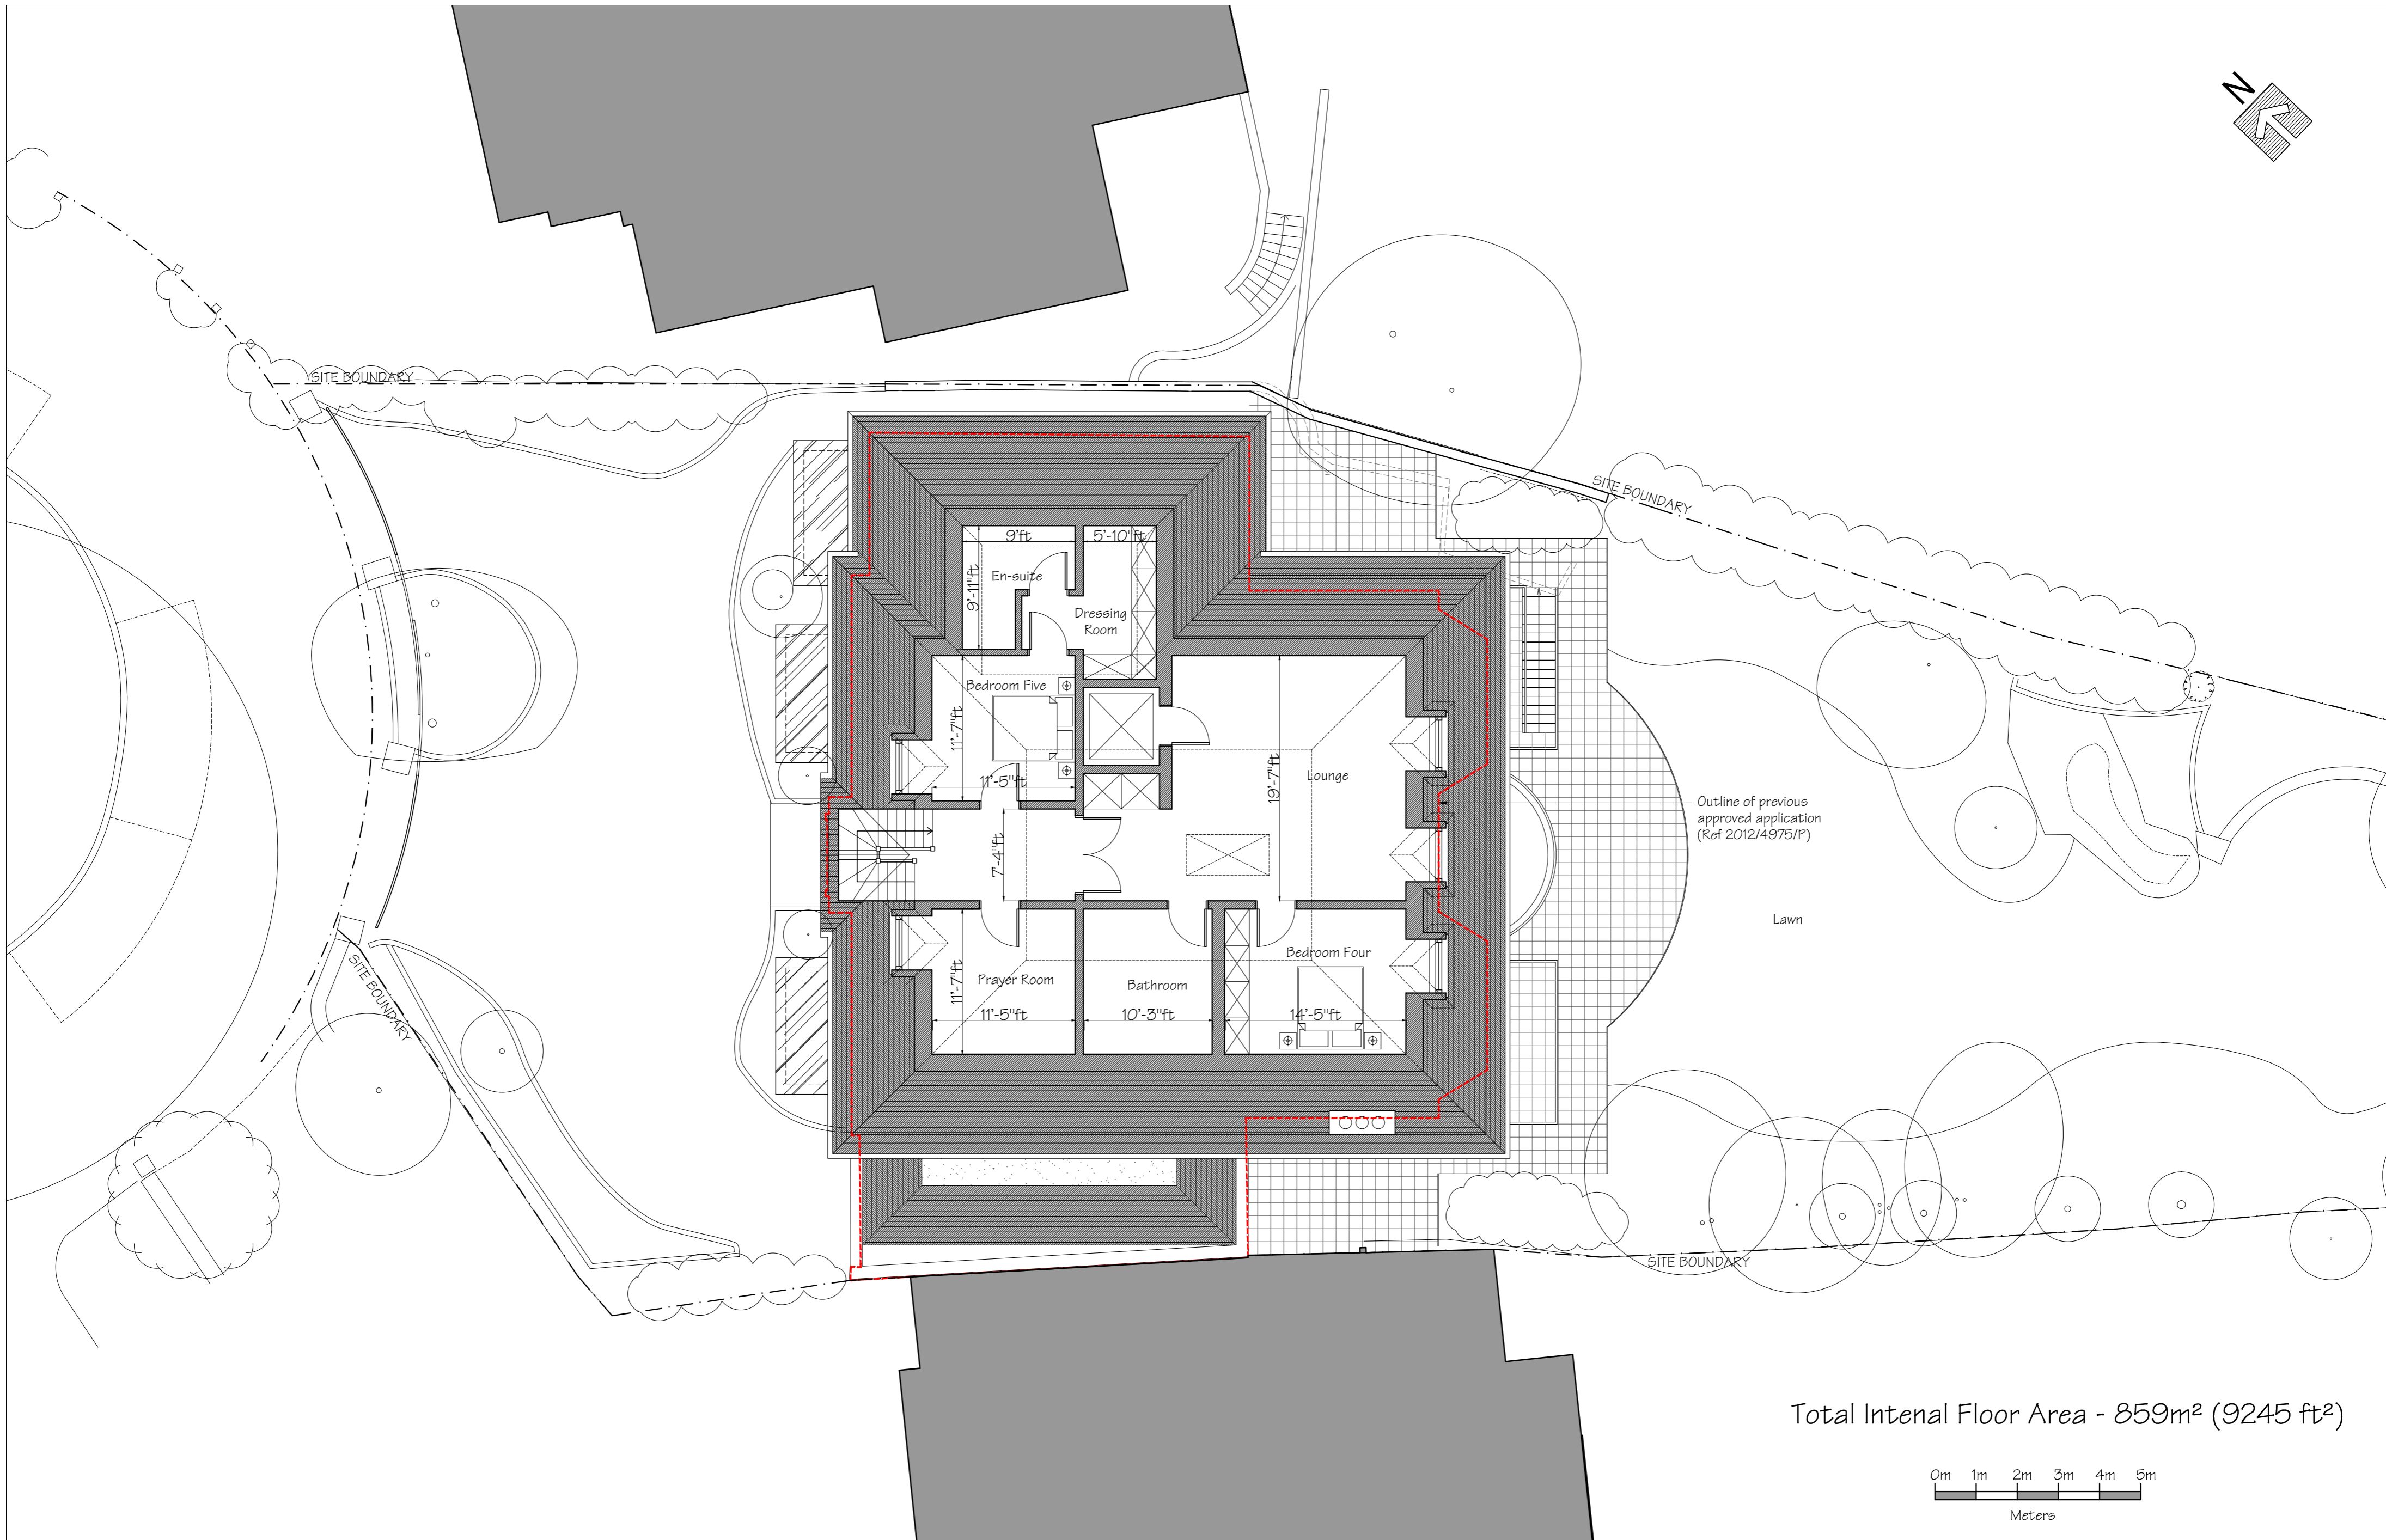 N
SITE BOUNDARY
SITE BOUNDARY
9'ft
5'-10"ft
9'-11"ft
En-suite
Dressing
Room
Bedroom Five
11'-7"ft
11'-5"ft
19'-7"ft
Lounge
Outline of previous
approved application
(Ref 2012/4975/P)
7'-4"ft
Lawn
SITE BOUNDARY
11'-7"ft
Prayer Room
11'-5"ft
Bathroom
10'-3"ft
Bedroom Four
14'-5"ft
SITE BOUNDARY
Total Intenal Floor Area - 859m² (9245 ft²)
0m 1m 2m 3m 4m 5m
Meters